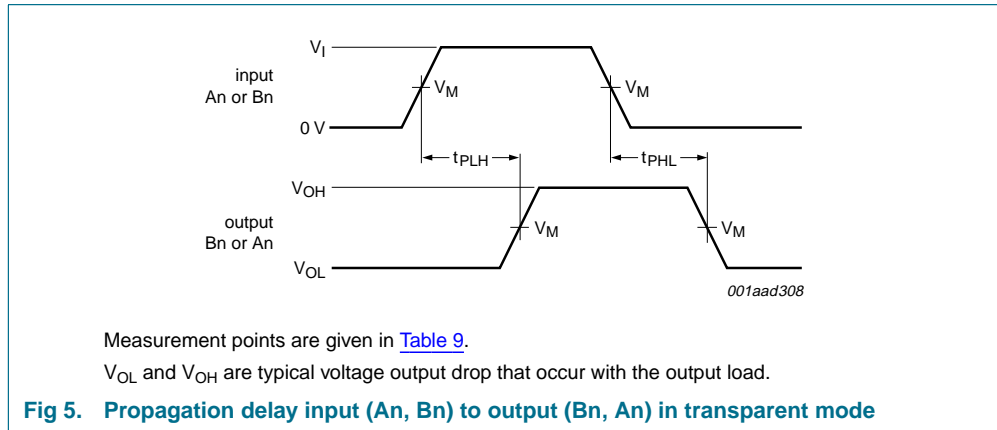 V_I
input
An or Bn
V_M
V_M
0 V
t_PLH
t_PHL
V_OH
output
Bn or An
V_M
V_M
V_OL
001aad308
Measurement points are given in Table 9.
V_OL and V_OH are typical voltage output drop that occur with the output load.
Fig 5. Propagation delay input (An, Bn) to output (Bn, An) in transparent mode